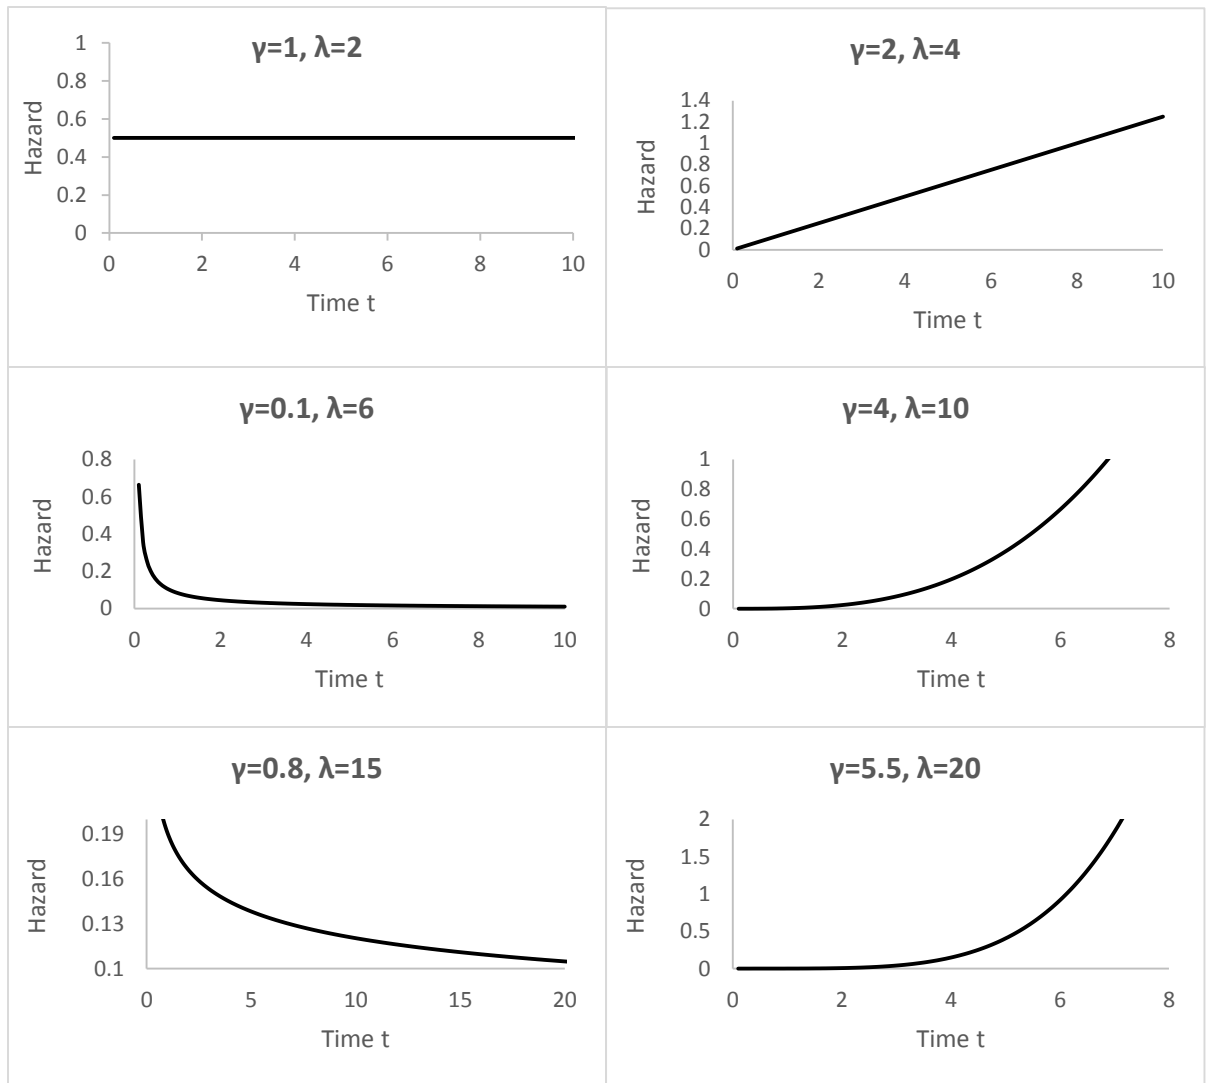 γ=1, λ=2
1
0.8
0.6
0.4
0.2
0
Hazard
0 2 4 6 8 10
Time t
γ=2, λ=4
1.4
1.2
1
0.8
0.6
0.4
0.2
0
Hazard
0 2 4 6 8 10
Time t
γ=0.1, λ=6
0.8
0.6
0.4
0.2
0
Hazard
0 2 4 6 8 10
Time t
γ=4, λ=10
1
0.8
0.6
0.4
0.2
0
Hazard
0 2 4 6 8
Time t
γ=0.8, λ=15
0.19
0.16
0.13
0.1
Hazard
0 5 10 15 20
Time t
γ=5.5, λ=20
2
1.5
1
0.5
0
Hazard
0 2 4 6 8
Time t